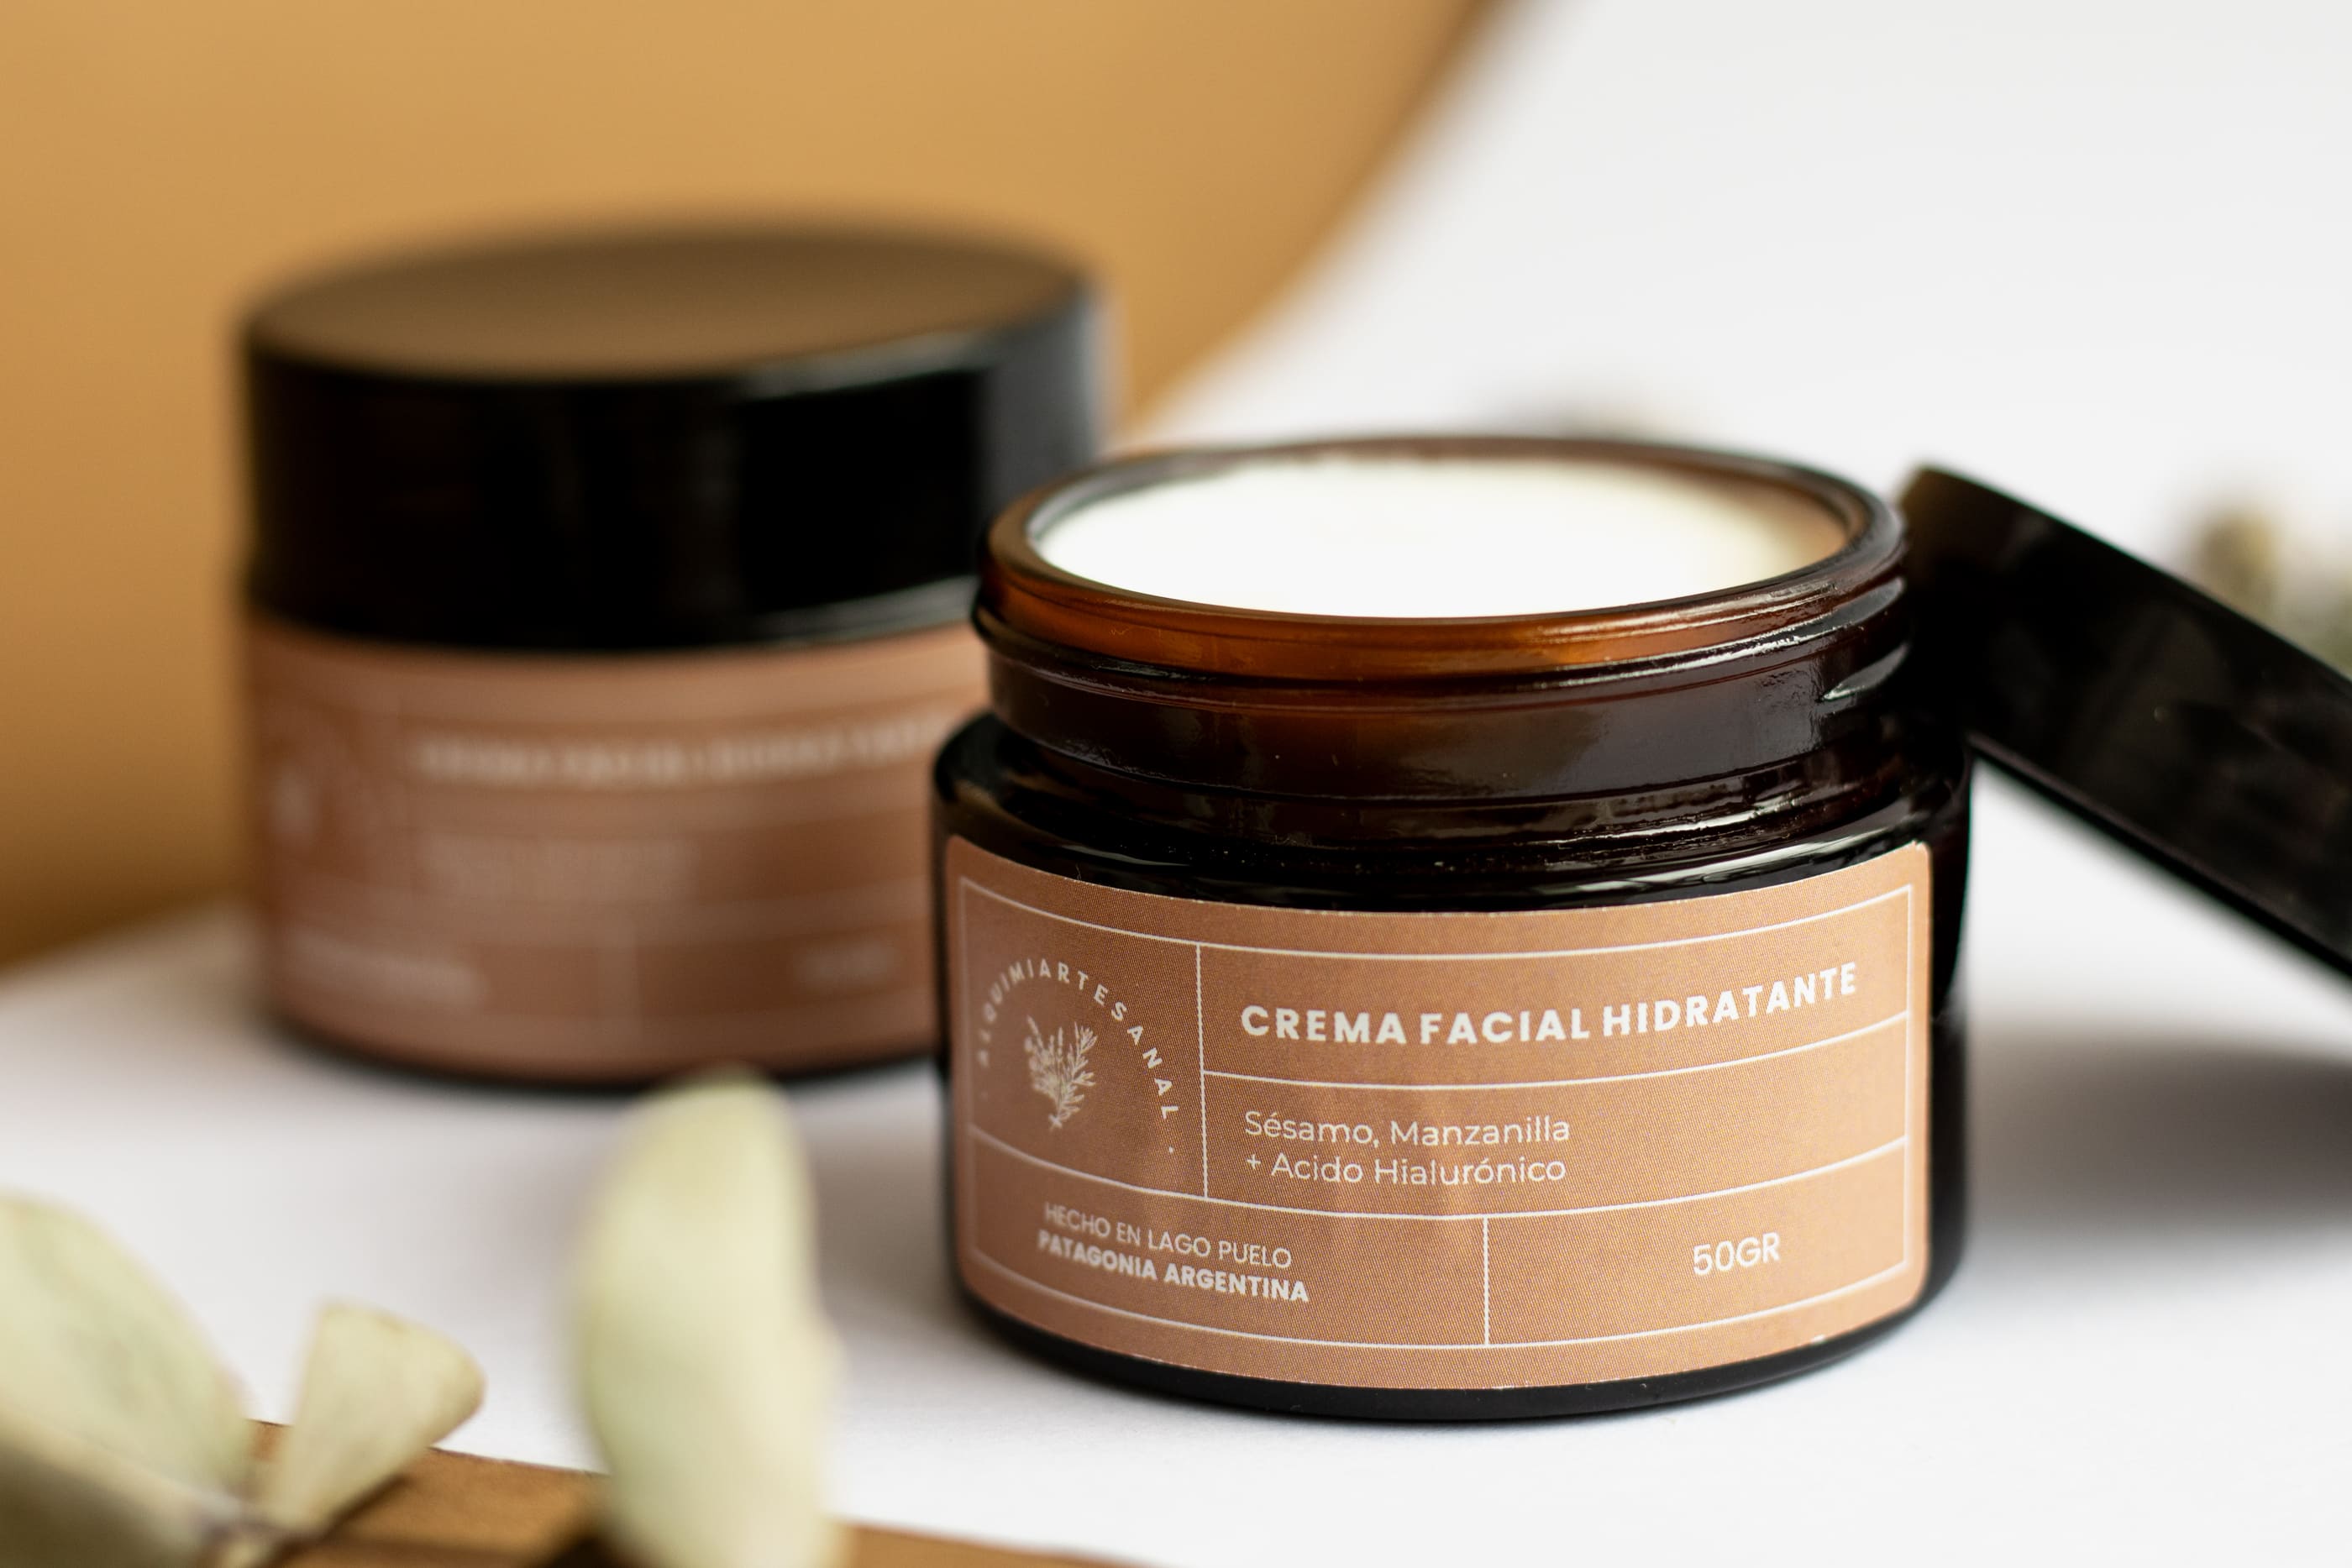 ALQUIMIARTESANAL
CREMA FACIAL HIDRATANTE
Sésamo, Manzanilla
+ Acido Hialurónico
HECHO EN LAGO PUELO
PATAGONIA ARGENTINA
50GR